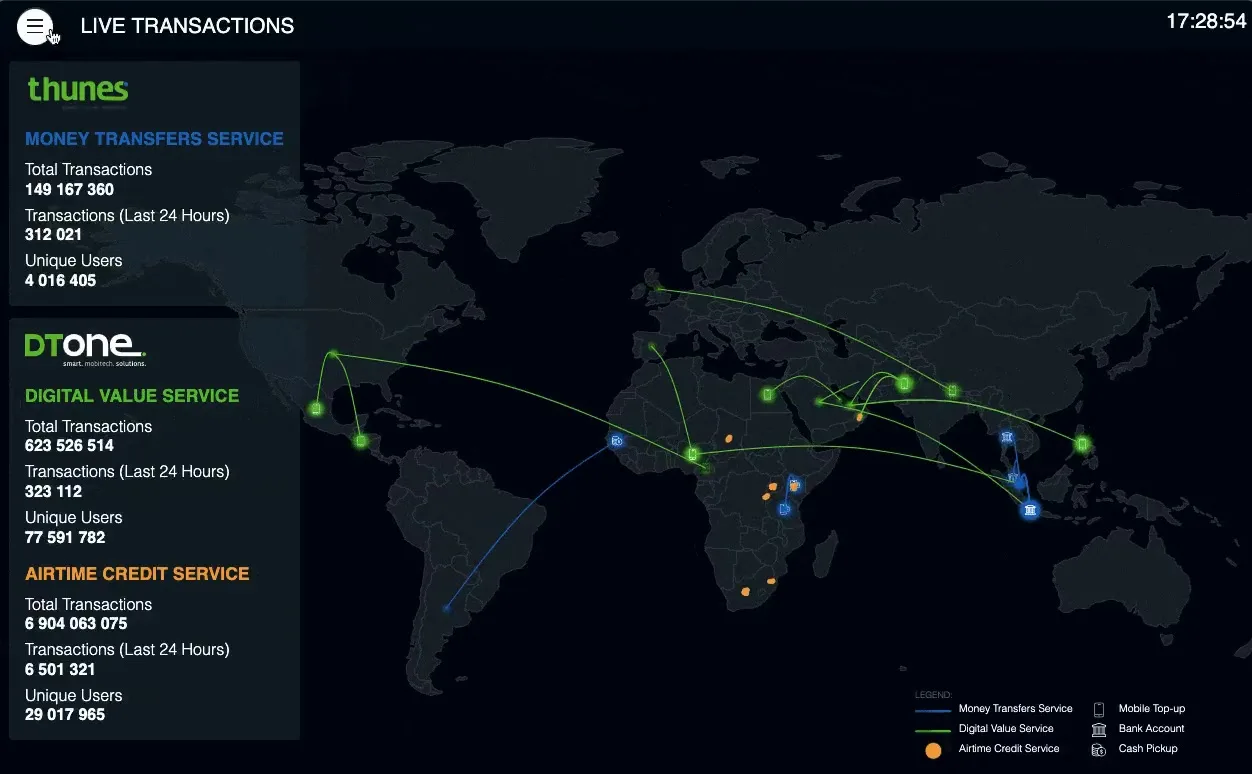 LIVE TRANSACTIONS
17:28:54
thunes
MONEY TRANSFERS SERVICE
Total Transactions
149 167 360
Transactions (Last 24 Hours)
312 021
Unique Users
4 016 405
DTone.
smart. mobitech. solutions.
DIGITAL VALUE SERVICE
Total Transactions
623 526 514
Transactions (Last 24 Hours)
323 112
Unique Users
77 591 782
AIRTIME CREDIT SERVICE
Total Transactions
6 904 063 075
Transactions (Last 24 Hours)
6 501 321
Unique Users
29 017 965
LEGEND:
Money Transfers Service
Mobile Top-up
Digital Value Service
Bank Account
Airtime Credit Service
Cash Pickup